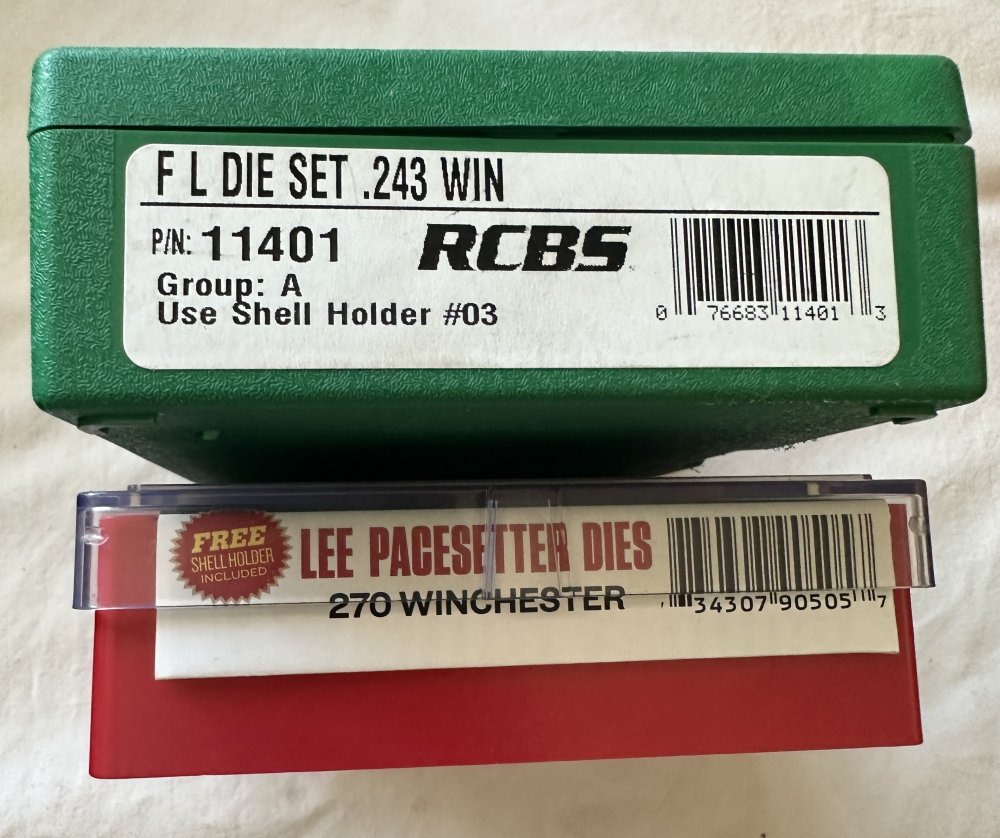 F L DIE SET .243 WIN
P/N: 11401
RCBS
Group: A
Use Shell Holder #03
0 76683 11401 3
FREE
SHELL HOLDER
INCLUDED
LEE PACESETTER DIES
270 WINCHESTER
34307 90505 7